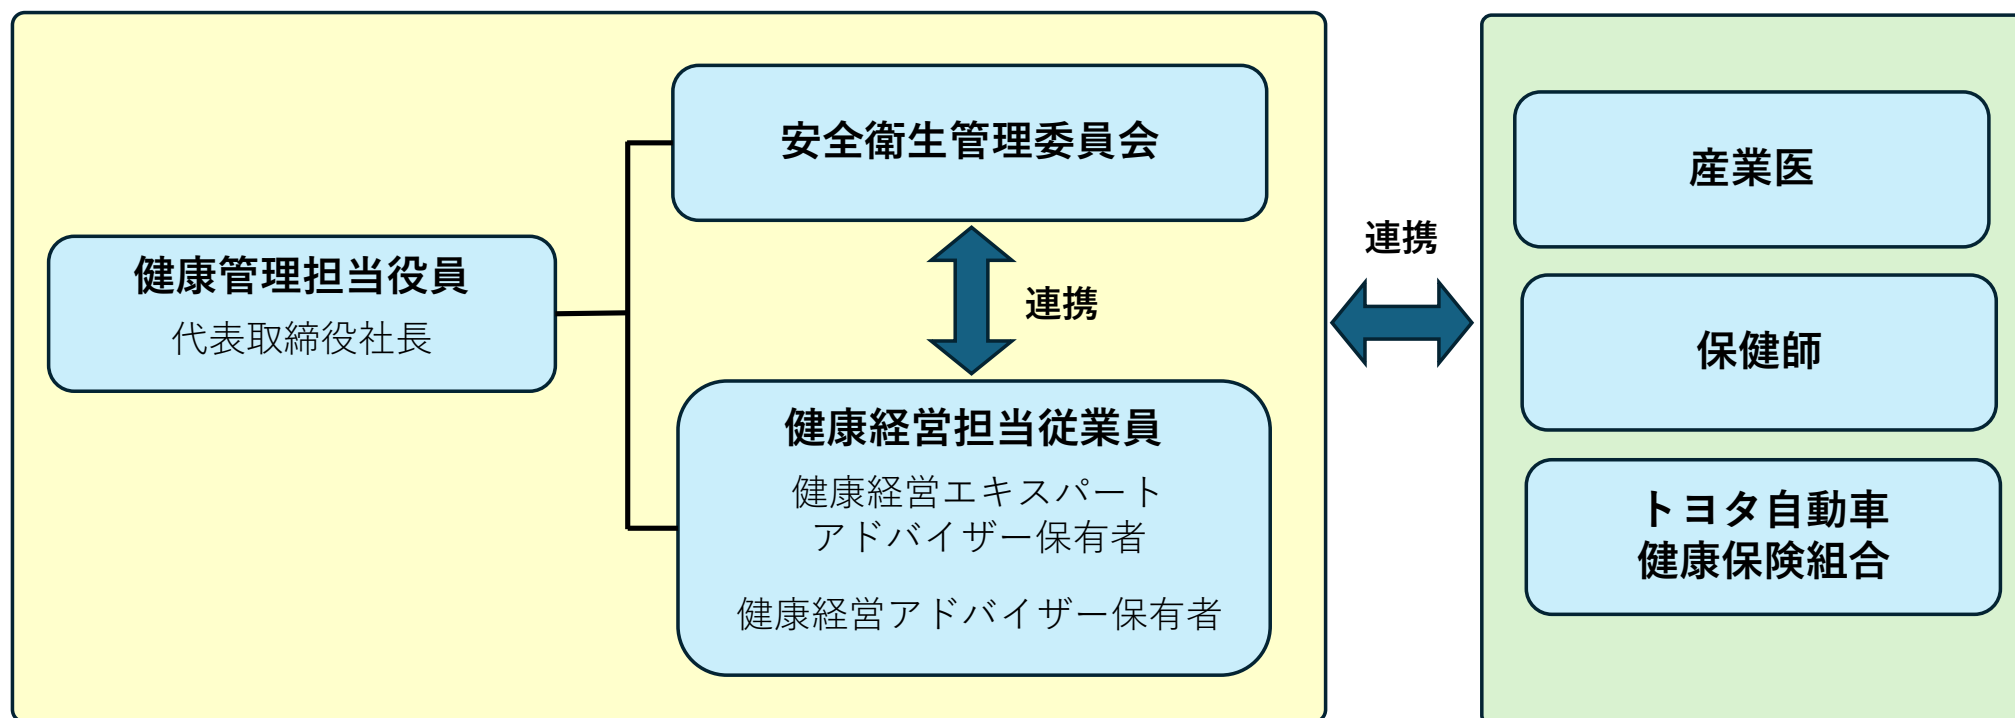 健康管理担当役員
代表取締役社長
安全衛生管理委員会
連携
健康経営担当従業員
健康経営エキスパート
アドバイザー保有者
健康経営アドバイザー保有者
連携
産業医
保健師
トヨタ自動車
健康保険組合